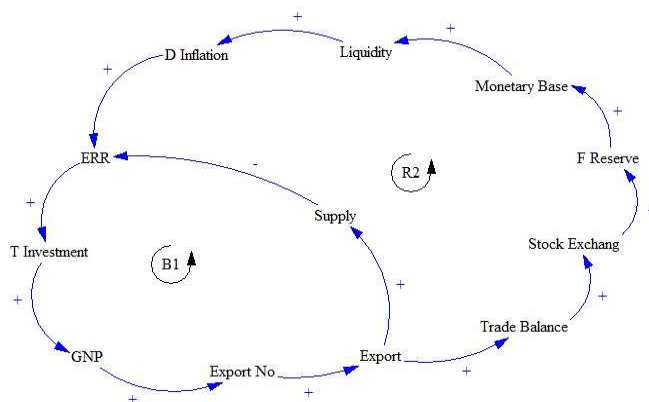 +
D Inflation
Liquidity
+
+
Monetary Base
+
ERR
-
R2
F Reserve
+
Supply
T Investment
B1
Stock Exchang
+
+
+
Trade Balance
GNP
Export No
Export
+
+
+